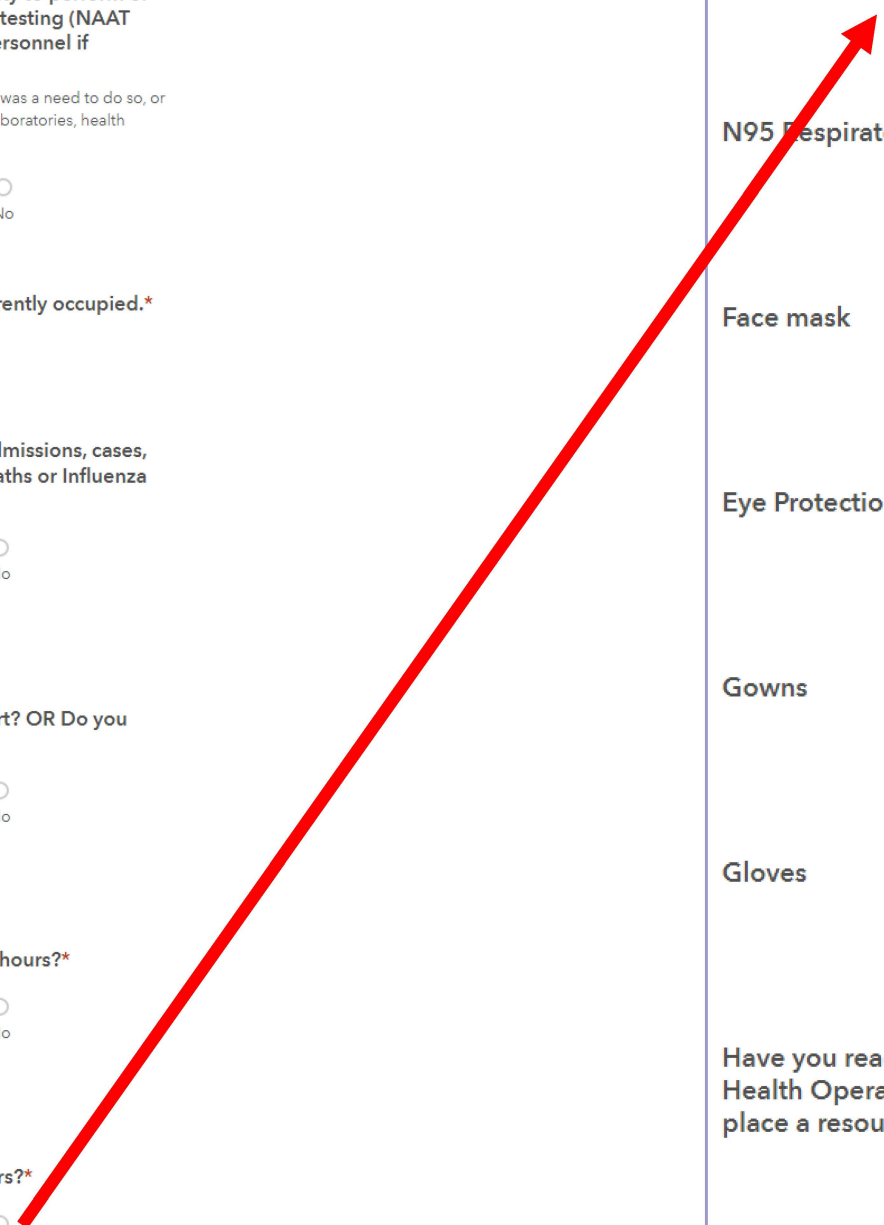 testing (NAAT
ersonnel if
was a need to do so, or
boratories, health
No
rently occupied.*
missions, cases,
aths or Influenza
rt? OR Do you
hours?*
rs?*
N95 Respirat
Face mask
Eye Protectio
Gowns
Gloves
Have you rea
Health Opera
place a resou